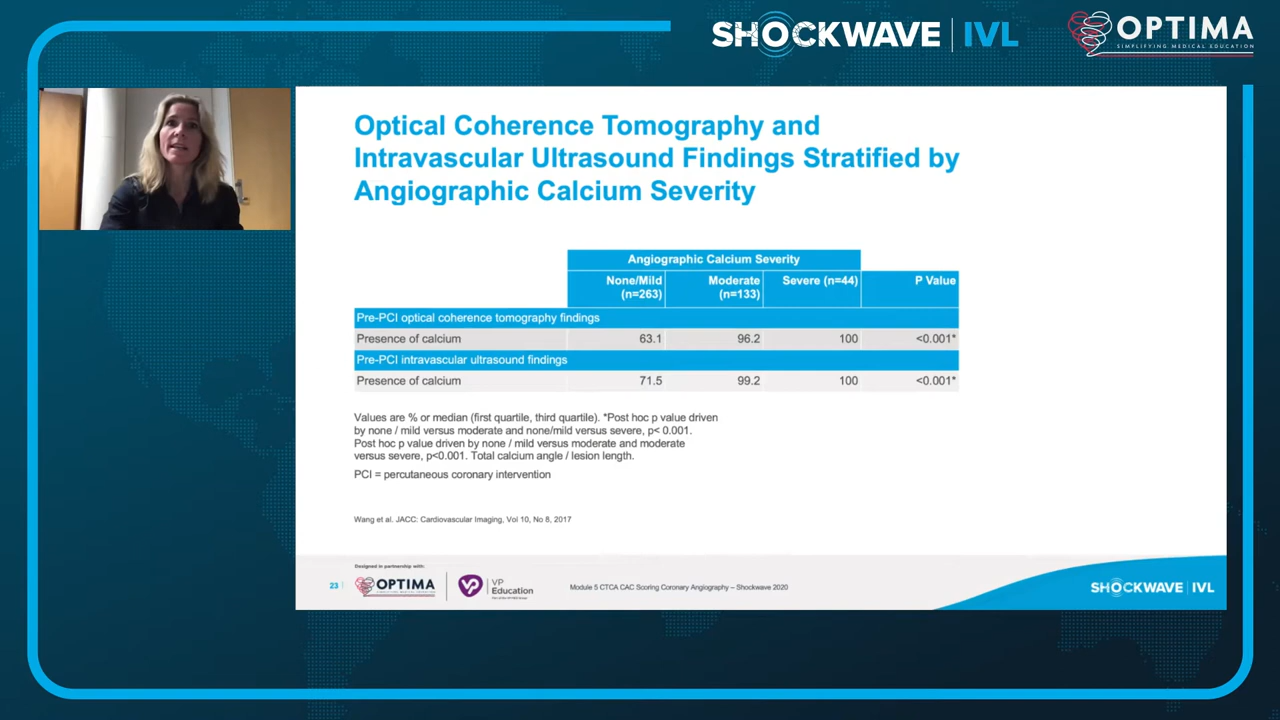 SHOCKWAVE IVL
OPTIMA
SIMPLIFYING MEDICAL EDUCATION
Optical Coherence Tomography and
Intravascular Ultrasound Findings Stratified by
Angiographic Calcium Severity
Angiographic Calcium Severity
None/Mild (n=263) Moderate (n=133) Severe (n=44) P Value
Pre-PCI optical coherence tomography findings
Presence of calcium 63.1 96.2 100 <0.001*
Pre-PCI intravascular ultrasound findings
Presence of calcium 71.5 99.2 100 <0.001*
Values are % or median (first quartile, third quartile). *Post hoc p value driven
by none / mild versus moderate and none/mild versus severe, p< 0.001.
Post hoc p value driven by none / mild versus moderate and moderate
versus severe, p<0.001. Total calcium angle / lesion length.
PCI = percutaneous coronary intervention
Wang et al. JACC: Cardiovascular Imaging, Vol 10, No 8, 2017
Designed in partnership with:
23 OPTIMA VP Education
Module 5 CTCA CAC Scoring Coronary Angiography – Shockwave 2020
SHOCKWAVE IVL